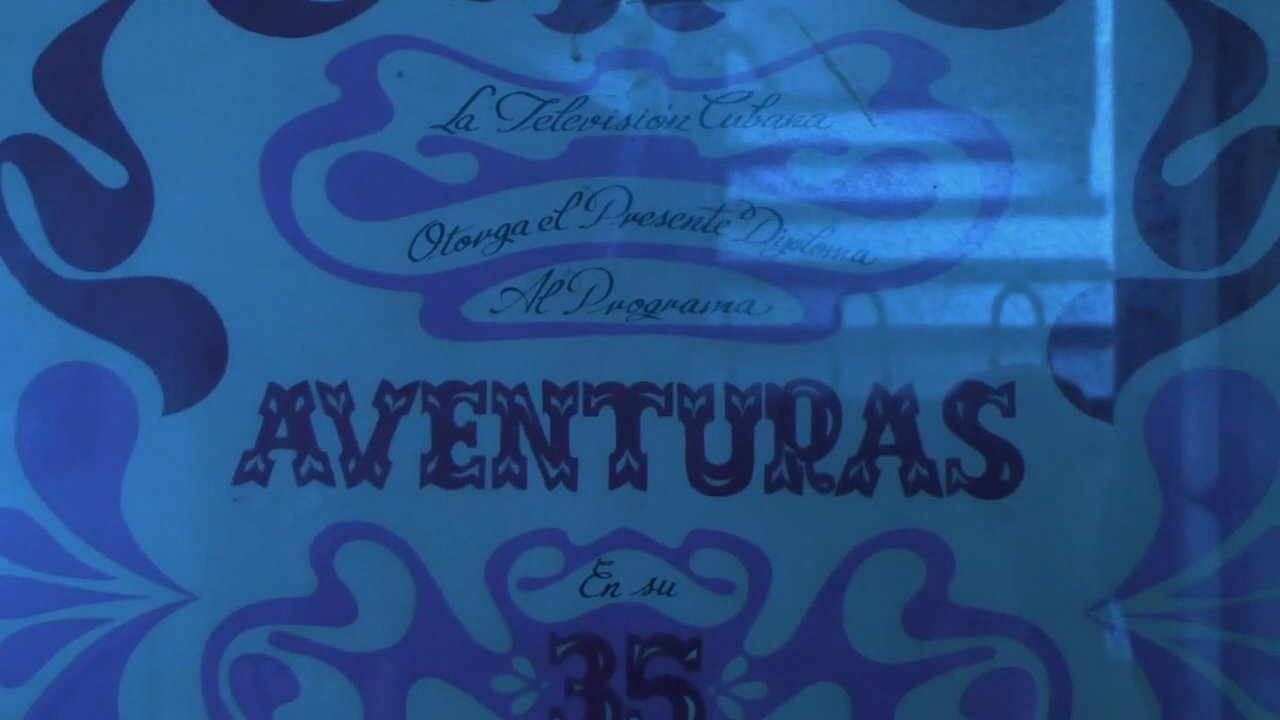 La Televisión Cubana
Otorga el Presente Diploma
Al Programa
AVENTURAS
En su
35